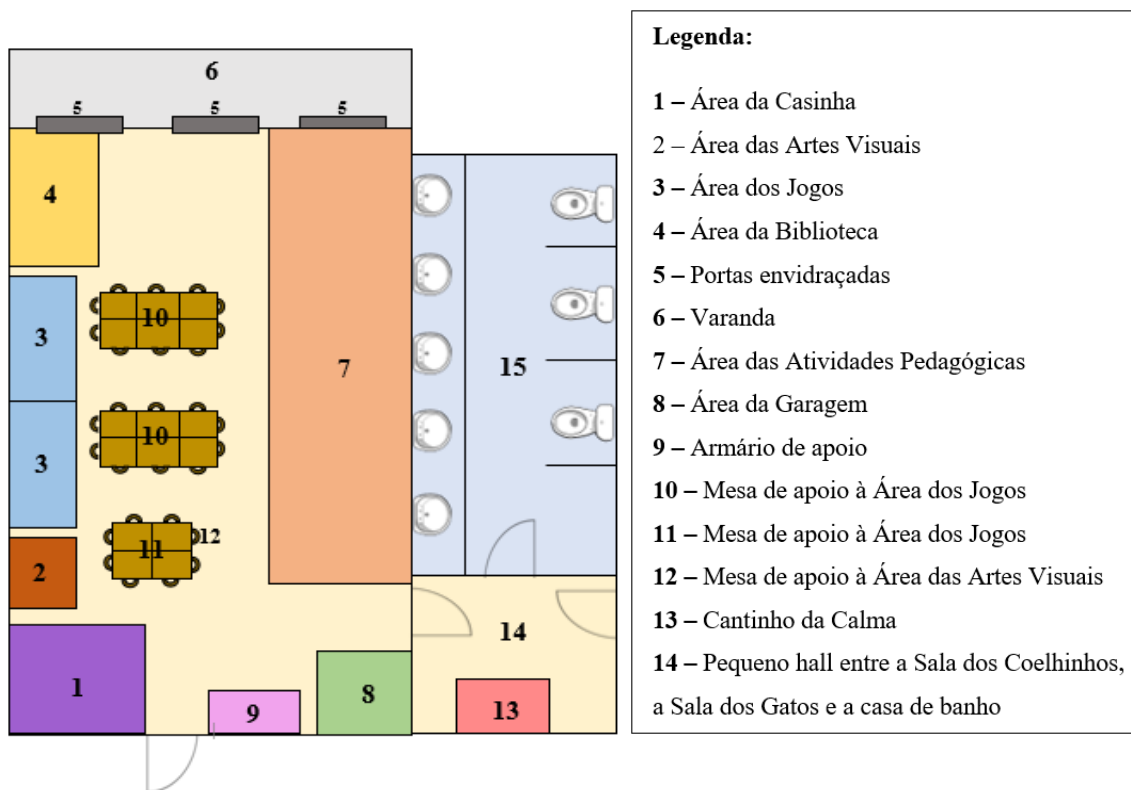 6
5 5 5
4
10
3
7
15
10
3
12
11
2
14
1
8
9
13
Legenda:
1 – Área da Casinha
2 – Área das Artes Visuais
3 – Área dos Jogos
4 – Área da Biblioteca
5 – Portas envidraçadas
6 – Varanda
7 – Área das Atividades Pedagógicas
8 – Área da Garagem
9 – Armário de apoio
10 – Mesa de apoio à Área dos Jogos
11 – Mesa de apoio à Área dos Jogos
12 – Mesa de apoio à Área das Artes Visuais
13 – Cantinho da Calma
14 – Pequeno hall entre a Sala dos Coelhinhos,
a Sala dos Gatos e a casa de banho